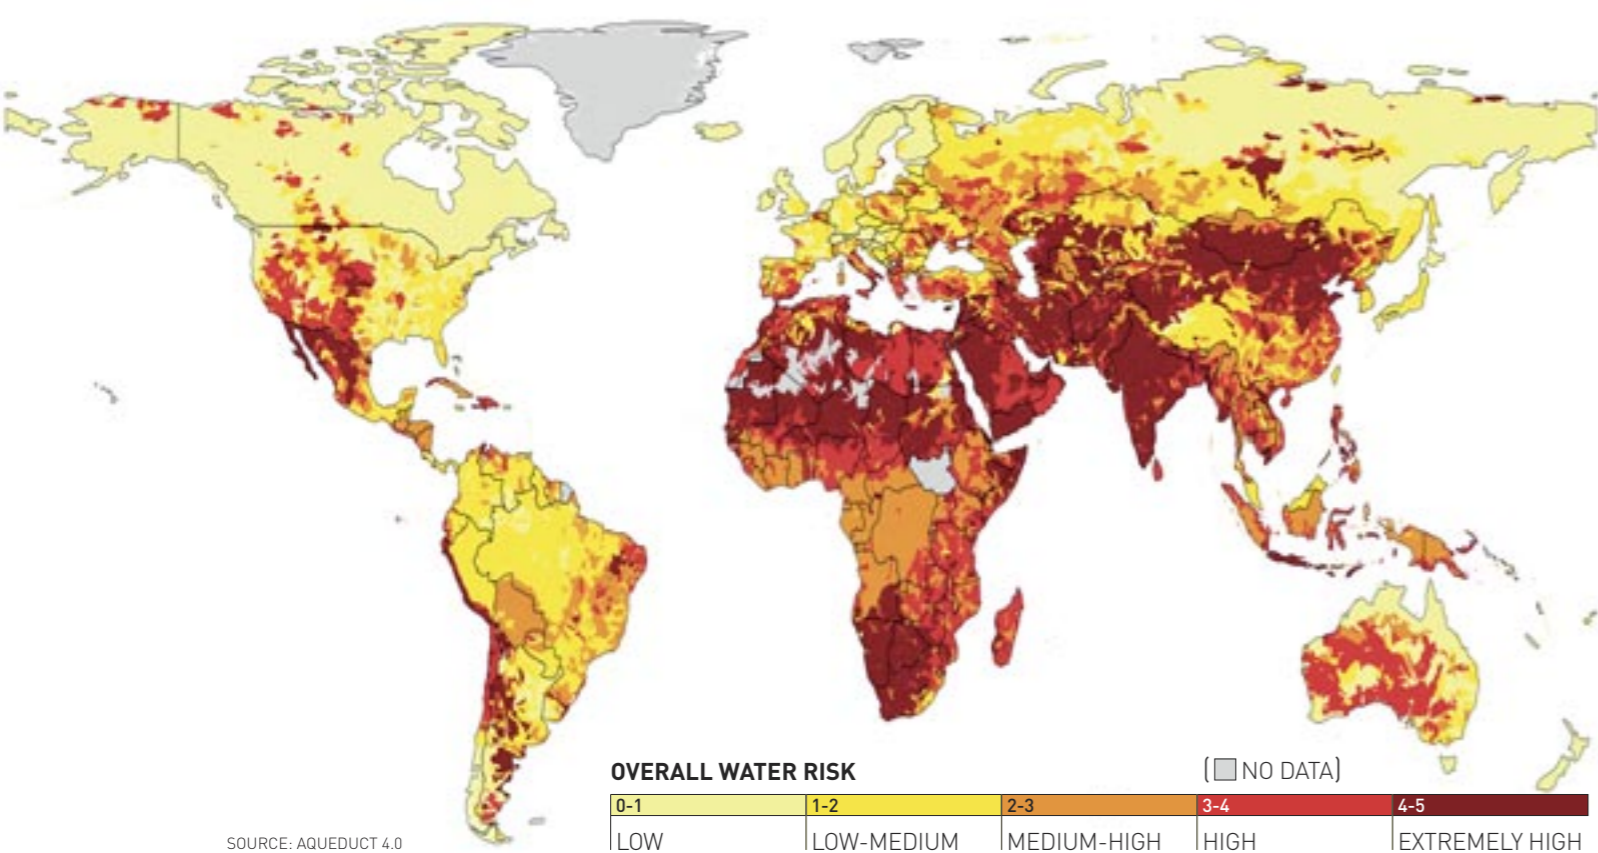 OVERALL WATER RISK
( NO DATA)
0-1 1-2 2-3 3-4 4-5
LOW LOW-MEDIUM MEDIUM-HIGH HIGH EXTREMELY HIGH
SOURCE: AQUEDUCT 4.0